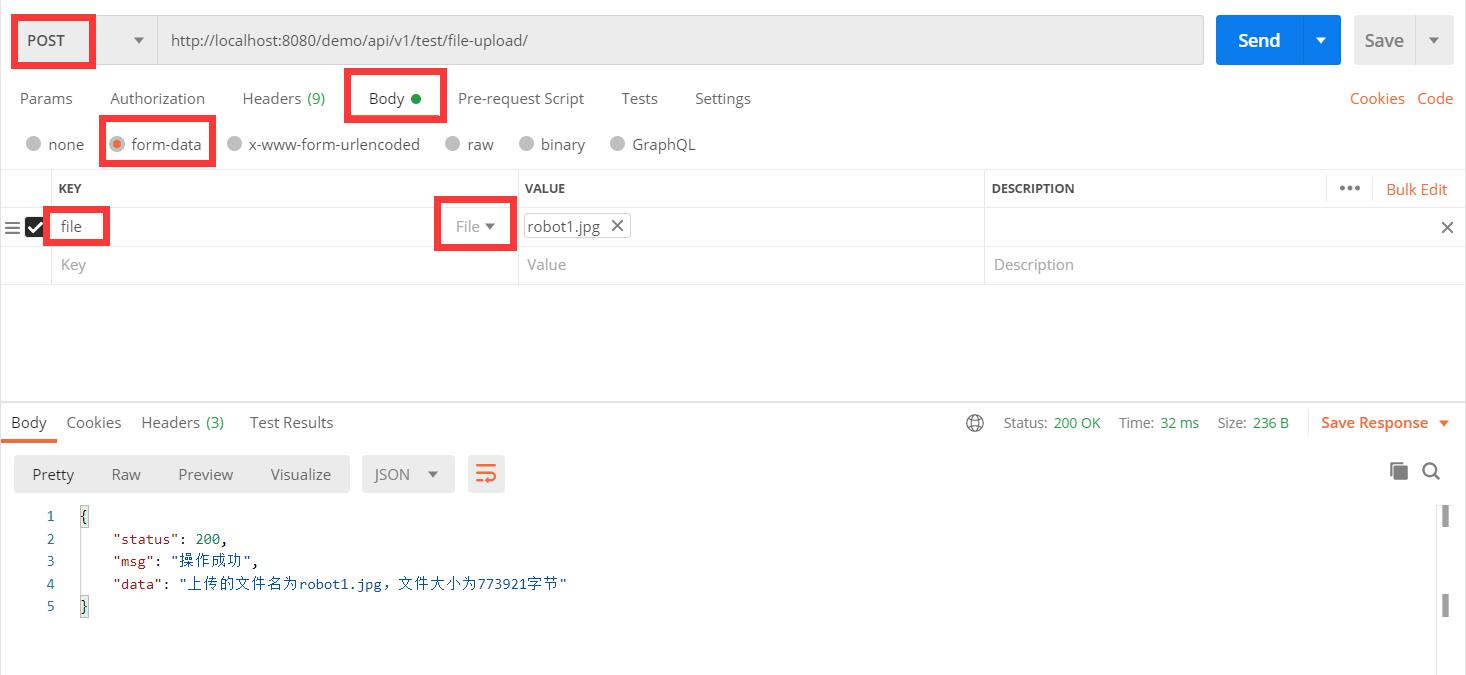 POST http://localhost:8080/demo/api/v1/test/file-upload/ Send Save
Params Authorization Headers (9) Body Pre-request Script Tests Settings Cookies Code
none form-data x-www-form-urlencoded raw binary GraphQL
KEY VALUE DESCRIPTION ••• Bulk Edit
file File robot1.jpg
Key Value Description
Body Cookies Headers (3) Test Results Status: 200 OK Time: 32 ms Size: 236 B Save Response
Pretty Raw Preview Visualize JSON
1 {
2 "status": 200,
3 "msg": "操作成功",
4 "data": "上传的文件名为robot1.jpg，文件大小为773921字节"
5 }